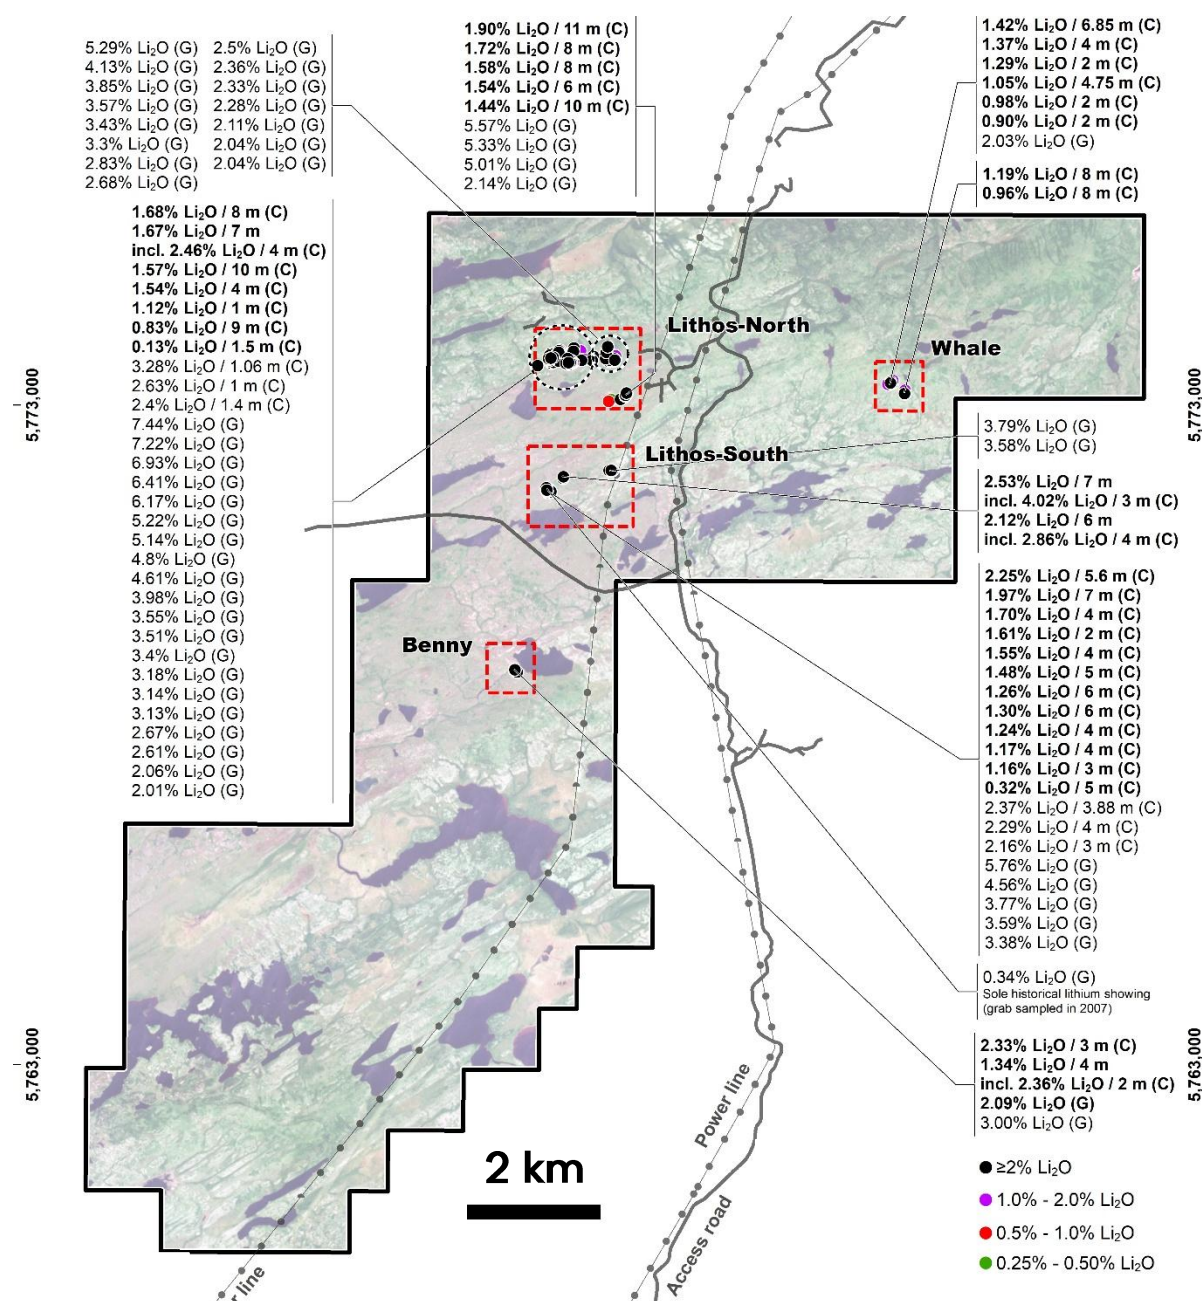 5.29% Li₂O (G)
4.13% Li₂O (G)
3.85% Li₂O (G)
3.57% Li₂O (G)
3.43% Li₂O (G)
3.3% Li₂O (G)
2.83% Li₂O (G)
2.68% Li₂O (G)
2.5% Li₂O (G)
2.36% Li₂O (G)
2.33% Li₂O (G)
2.28% Li₂O (G)
2.11% Li₂O (G)
2.04% Li₂O (G)
2.04% Li₂O (G)
1.90% Li₂O / 11 m (C)
1.72% Li₂O / 8 m (C)
1.58% Li₂O / 8 m (C)
1.54% Li₂O / 6 m (C)
1.44% Li₂O / 10 m (C)
5.57% Li₂O (G)
5.33% Li₂O (G)
5.01% Li₂O (G)
2.14% Li₂O (G)
1.42% Li₂O / 6.85 m (C)
1.37% Li₂O / 4 m (C)
1.29% Li₂O / 2 m (C)
1.05% Li₂O / 4.75 m (C)
0.98% Li₂O / 2 m (C)
0.90% Li₂O / 2 m (C)
2.03% Li₂O (G)
1.19% Li₂O / 8 m (C)
0.96% Li₂O / 8 m (C)
1.68% Li₂O / 8 m (C)
1.67% Li₂O / 7 m
incl. 2.46% Li₂O / 4 m (C)
1.57% Li₂O / 10 m (C)
1.54% Li₂O / 4 m (C)
1.12% Li₂O / 1 m (C)
0.83% Li₂O / 9 m (C)
0.13% Li₂O / 1.5 m (C)
3.28% Li₂O / 1.06 m (C)
2.63% Li₂O / 1 m (C)
2.4% Li₂O / 1.4 m (C)
7.44% Li₂O (G)
7.22% Li₂O (G)
6.93% Li₂O (G)
6.41% Li₂O (G)
6.17% Li₂O (G)
5.22% Li₂O (G)
5.14% Li₂O (G)
4.8% Li₂O (G)
4.61% Li₂O (G)
3.98% Li₂O (G)
3.55% Li₂O (G)
3.51% Li₂O (G)
3.4% Li₂O (G)
3.18% Li₂O (G)
3.14% Li₂O (G)
3.13% Li₂O (G)
2.67% Li₂O (G)
2.61% Li₂O (G)
2.06% Li₂O (G)
2.01% Li₂O (G)
Lithos-North
Whale
Lithos-South
Benny
5,773,000
5,773,000
3.79% Li₂O (G)
3.58% Li₂O (G)
2.53% Li₂O / 7 m
incl. 4.02% Li₂O / 3 m (C)
2.12% Li₂O / 6 m
incl. 2.86% Li₂O / 4 m (C)
2.25% Li₂O / 5.6 m (C)
1.97% Li₂O / 7 m (C)
1.70% Li₂O / 4 m (C)
1.61% Li₂O / 2 m (C)
1.55% Li₂O / 4 m (C)
1.48% Li₂O / 5 m (C)
1.26% Li₂O / 6 m (C)
1.30% Li₂O / 6 m (C)
1.24% Li₂O / 4 m (C)
1.17% Li₂O / 4 m (C)
1.16% Li₂O / 3 m (C)
0.32% Li₂O / 5 m (C)
2.37% Li₂O / 3.88 m (C)
2.29% Li₂O / 4 m (C)
2.16% Li₂O / 3 m (C)
5.76% Li₂O (G)
4.56% Li₂O (G)
3.77% Li₂O (G)
3.59% Li₂O (G)
3.38% Li₂O (G)
0.34% Li₂O (G)
Sole historical lithium showing
(grab sampled in 2007)
2.33% Li₂O / 3 m (C)
1.34% Li₂O / 4 m
incl. 2.36% Li₂O / 2 m (C)
2.09% Li₂O (G)
3.00% Li₂O (G)
5,763,000
5,763,000
2 km
Power line
Access road
r line
≥2% Li₂O
1.0% - 2.0% Li₂O
0.5% - 1.0% Li₂O
0.25% - 0.50% Li₂O